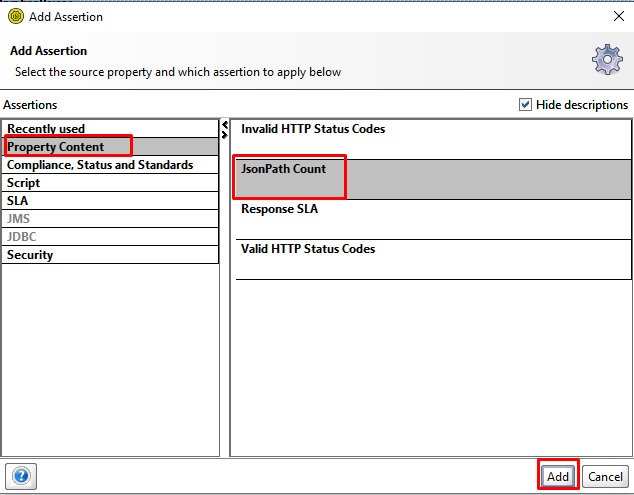 Add Assertion
Add Assertion
Select the source property and which assertion to apply below
Assertions
Hide descriptions
Recently used
Property Content
Compliance, Status and Standards
Script
SLA
JMS
JDBC
Security
Invalid HTTP Status Codes
JsonPath Count
Response SLA
Valid HTTP Status Codes
?
Add
Cancel